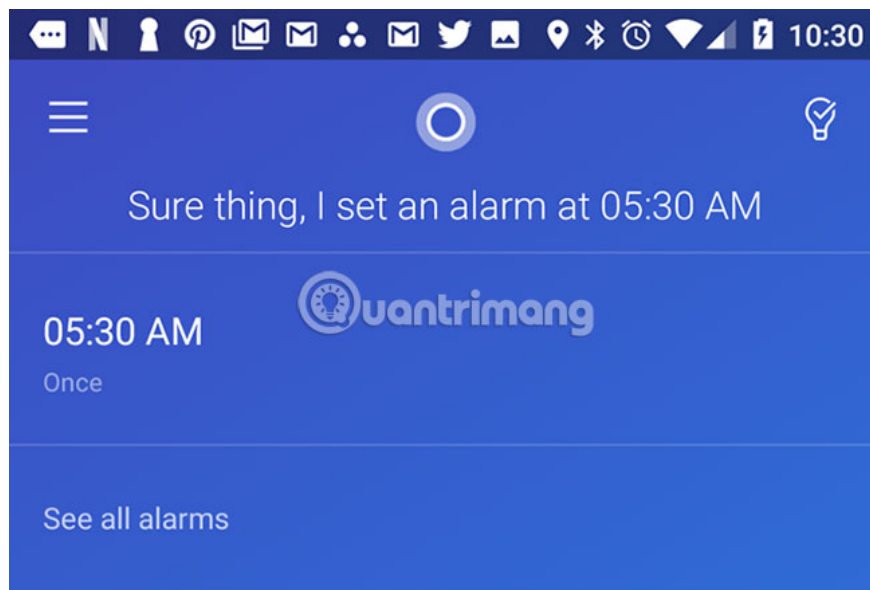 10:30
Sure thing, I set an alarm at 05:30 AM
Quantrimang
05:30 AM
Once
See all alarms